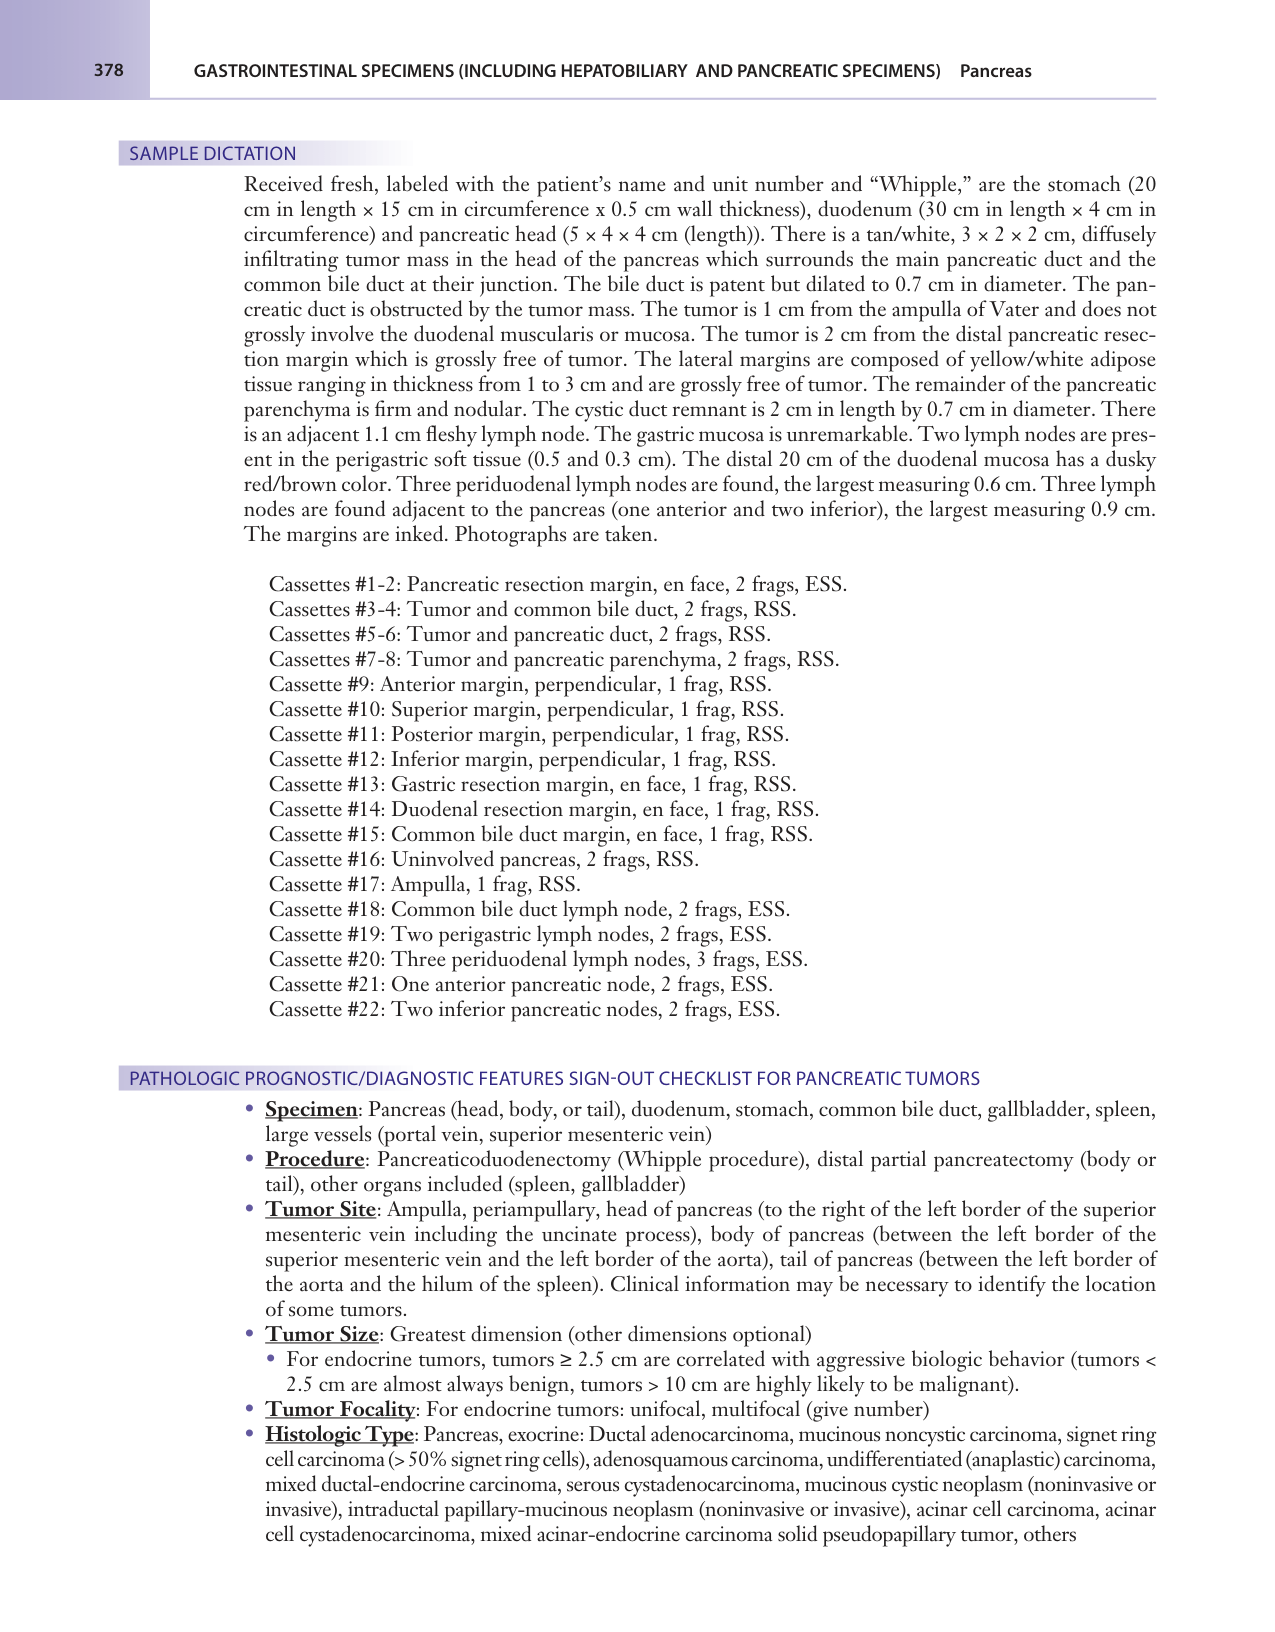 378 GASTROINTESTINAL SPECIMENS (INCLUDING HEPATOBILIARY AND PANCREATIC SPECIMENS) Pancreas
SAMPLE DICTATION
Received fresh, labeled with the patient’s name and unit number and “Whipple,” are the stomach (20
cm in length × 15 cm in circumference x 0.5 cm wall thickness), duodenum (30 cm in length × 4 cm in
circumference) and pancreatic head (5 × 4 × 4 cm (length)). There is a tan/white, 3 × 2 × 2 cm, diffusely
infiltrating tumor mass in the head of the pancreas which surrounds the main pancreatic duct and the
common bile duct at their junction. The bile duct is patent but dilated to 0.7 cm in diameter. The pan-
creatic duct is obstructed by the tumor mass. The tumor is 1 cm from the ampulla of Vater and does not
grossly involve the duodenal muscularis or mucosa. The tumor is 2 cm from the distal pancreatic resec-
tion margin which is grossly free of tumor. The lateral margins are composed of yellow/white adipose
tissue ranging in thickness from 1 to 3 cm and are grossly free of tumor. The remainder of the pancreatic
parenchyma is firm and nodular. The cystic duct remnant is 2 cm in length by 0.7 cm in diameter. There
is an adjacent 1.1 cm fleshy lymph node. The gastric mucosa is unremarkable. Two lymph nodes are pres-
ent in the perigastric soft tissue (0.5 and 0.3 cm). The distal 20 cm of the duodenal mucosa has a dusky
red/brown color. Three periduodenal lymph nodes are found, the largest measuring 0.6 cm. Three lymph
nodes are found adjacent to the pancreas (one anterior and two inferior), the largest measuring 0.9 cm.
The margins are inked. Photographs are taken.
Cassettes #1-2: Pancreatic resection margin, en face, 2 frags, ESS.
Cassettes #3-4: Tumor and common bile duct, 2 frags, RSS.
Cassettes #5-6: Tumor and pancreatic duct, 2 frags, RSS.
Cassettes #7-8: Tumor and pancreatic parenchyma, 2 frags, RSS.
Cassette #9: Anterior margin, perpendicular, 1 frag, RSS.
Cassette #10: Superior margin, perpendicular, 1 frag, RSS.
Cassette #11: Posterior margin, perpendicular, 1 frag, RSS.
Cassette #12: Inferior margin, perpendicular, 1 frag, RSS.
Cassette #13: Gastric resection margin, en face, 1 frag, RSS.
Cassette #14: Duodenal resection margin, en face, 1 frag, RSS.
Cassette #15: Common bile duct margin, en face, 1 frag, RSS.
Cassette #16: Uninvolved pancreas, 2 frags, RSS.
Cassette #17: Ampulla, 1 frag, RSS.
Cassette #18: Common bile duct lymph node, 2 frags, ESS.
Cassette #19: Two perigastric lymph nodes, 2 frags, ESS.
Cassette #20: Three periduodenal lymph nodes, 3 frags, ESS.
Cassette #21: One anterior pancreatic node, 2 frags, ESS.
Cassette #22: Two inferior pancreatic nodes, 2 frags, ESS.
PATHOLOGIC PROGNOSTIC/DIAGNOSTIC FEATURES SIGN-OUT CHECKLIST FOR PANCREATIC TUMORS
• Specimen: Pancreas (head, body, or tail), duodenum, stomach, common bile duct, gallbladder, spleen,
large vessels (portal vein, superior mesenteric vein)
• Procedure: Pancreaticoduodenectomy (Whipple procedure), distal partial pancreatectomy (body or
tail), other organs included (spleen, gallbladder)
• Tumor Site: Ampulla, periampullary, head of pancreas (to the right of the left border of the superior
mesenteric vein including the uncinate process), body of pancreas (between the left border of the
superior mesenteric vein and the left border of the aorta), tail of pancreas (between the left border of
the aorta and the hilum of the spleen). Clinical information may be necessary to identify the location
of some tumors.
• Tumor Size: Greatest dimension (other dimensions optional)
• For endocrine tumors, tumors ≥ 2.5 cm are correlated with aggressive biologic behavior (tumors <
2.5 cm are almost always benign, tumors > 10 cm are highly likely to be malignant).
• Tumor Focality: For endocrine tumors: unifocal, multifocal (give number)
• Histologic Type: Pancreas, exocrine: Ductal adenocarcinoma, mucinous noncystic carcinoma, signet ring
cell carcinoma (> 50% signet ring cells), adenosquamous carcinoma, undifferentiated (anaplastic) carcinoma,
mixed ductal-endocrine carcinoma, serous cystadenocarcinoma, mucinous cystic neoplasm (noninvasive or
invasive), intraductal papillary-mucinous neoplasm (noninvasive or invasive), acinar cell carcinoma, acinar
cell cystadenocarcinoma, mixed acinar-endocrine carcinoma solid pseudopapillary tumor, others